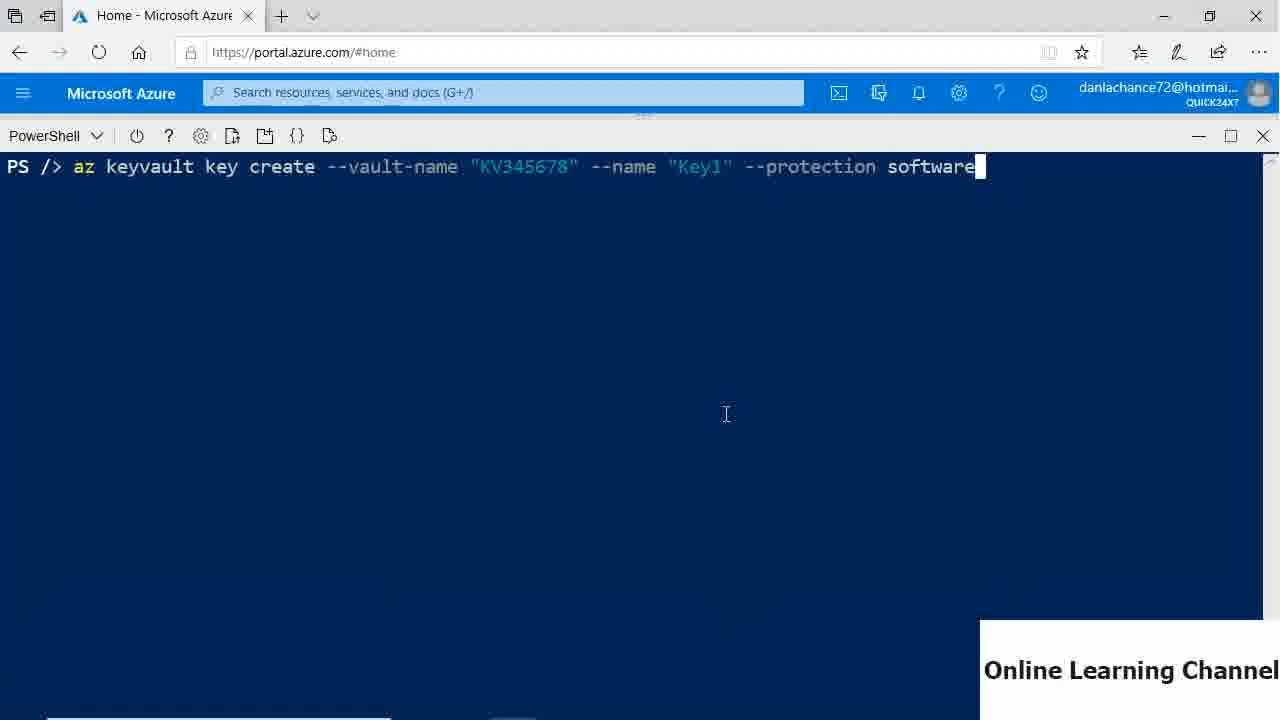 Home - Microsoft Azure
https://portal.azure.com/#home
Microsoft Azure
Search resources, services, and docs (G+/)
danlachance72@hotmai...
QUICK24X7
PowerShell
PS /> az keyvault key create --vault-name "KV345678" --name "Key1" --protection software
Online Learning Channel